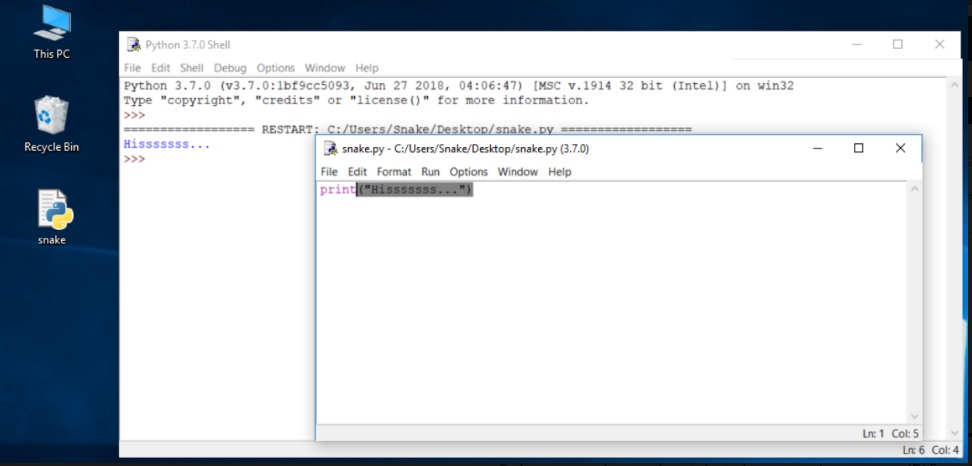 This PC
Recycle Bin
snake
Python 3.7.0 Shell
File Edit Shell Debug Options Window Help
Python 3.7.0 (v3.7.0:1bf9cc5093, Jun 27 2018, 04:06:47) [MSC v.1914 32 bit (Intel)] on win32
Type "copyright", "credits" or "license()" for more information.
>>>
================== RESTART: C:/Users/Snake/Desktop/snake.py ==================
Hisssssss...
>>>
snake.py - C:/Users/Snake/Desktop/snake.py (3.7.0)
File Edit Format Run Options Window Help
print("Hisssssss...")
Ln: 1 Col: 5
Ln: 6 Col: 4